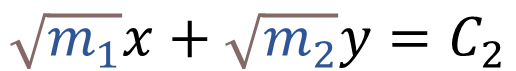 √m₁x + √m₂y = C₂